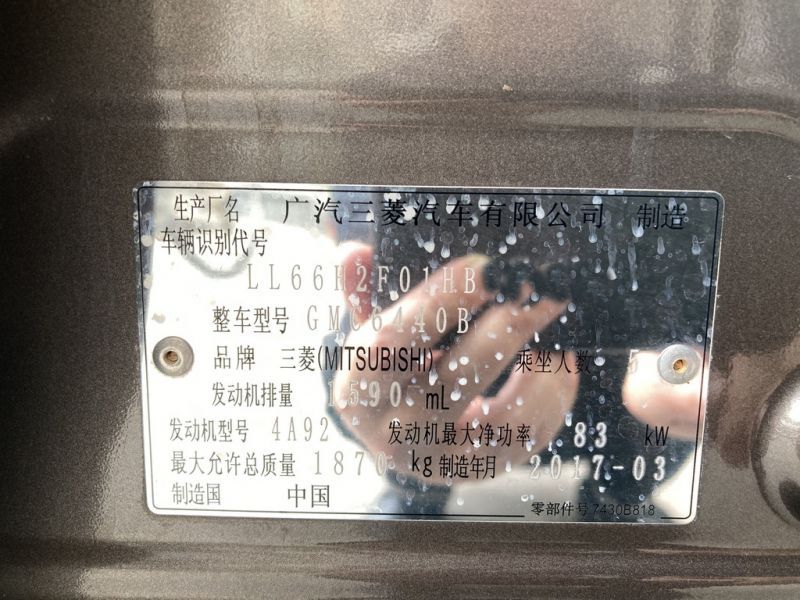 生产厂名 广汽三菱汽车有限公司 制造
车辆识别代号
LL66H2F01HB
整车型号 GMC6440B
品牌 三菱(MITSUBISHI) 乘坐人数 5
发动机排量 1590 mL
发动机型号 4A92 发动机最大净功率 83 kW
最大允许总质量 1870 kg 制造年月 2017-03
制造国 中国
零部件号 7430B818